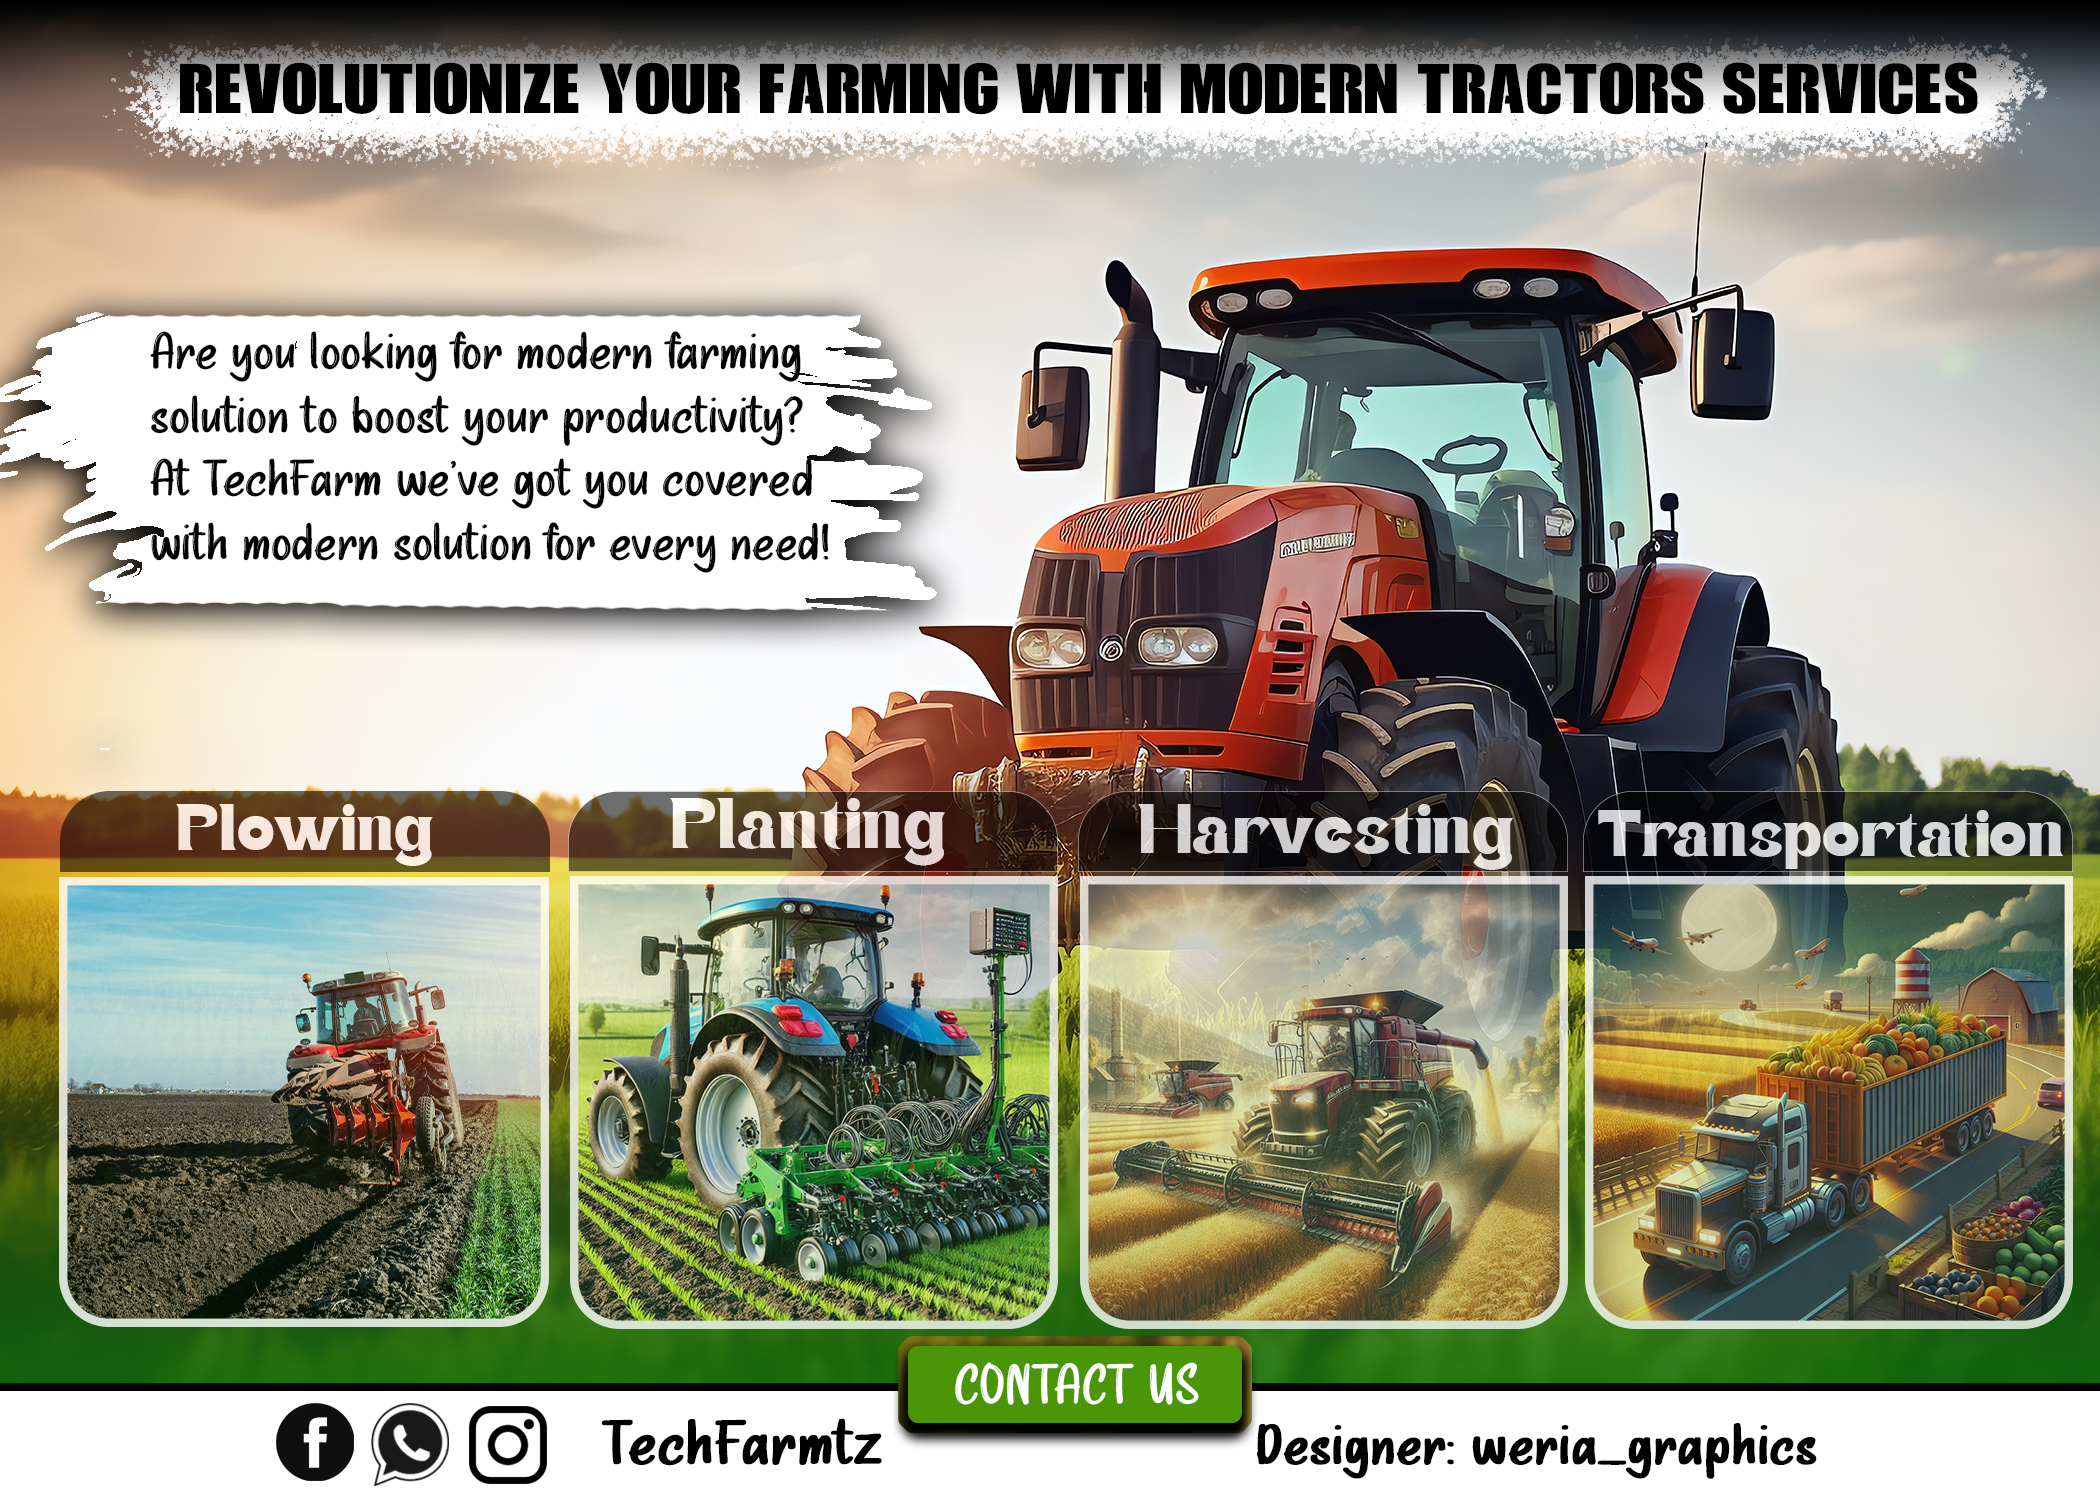 REVOLUTIONIZE YOUR FARMING WITH MODERN TRACTORS SERVICES
Are you looking for modern farming
solution to boost your productivity?
At TechFarm we've got you covered
with modern solution for every need!
Plowing
Planting
Harvesting
Transportation
CONTACT US
TechFarmtz
Designer: weria_graphics